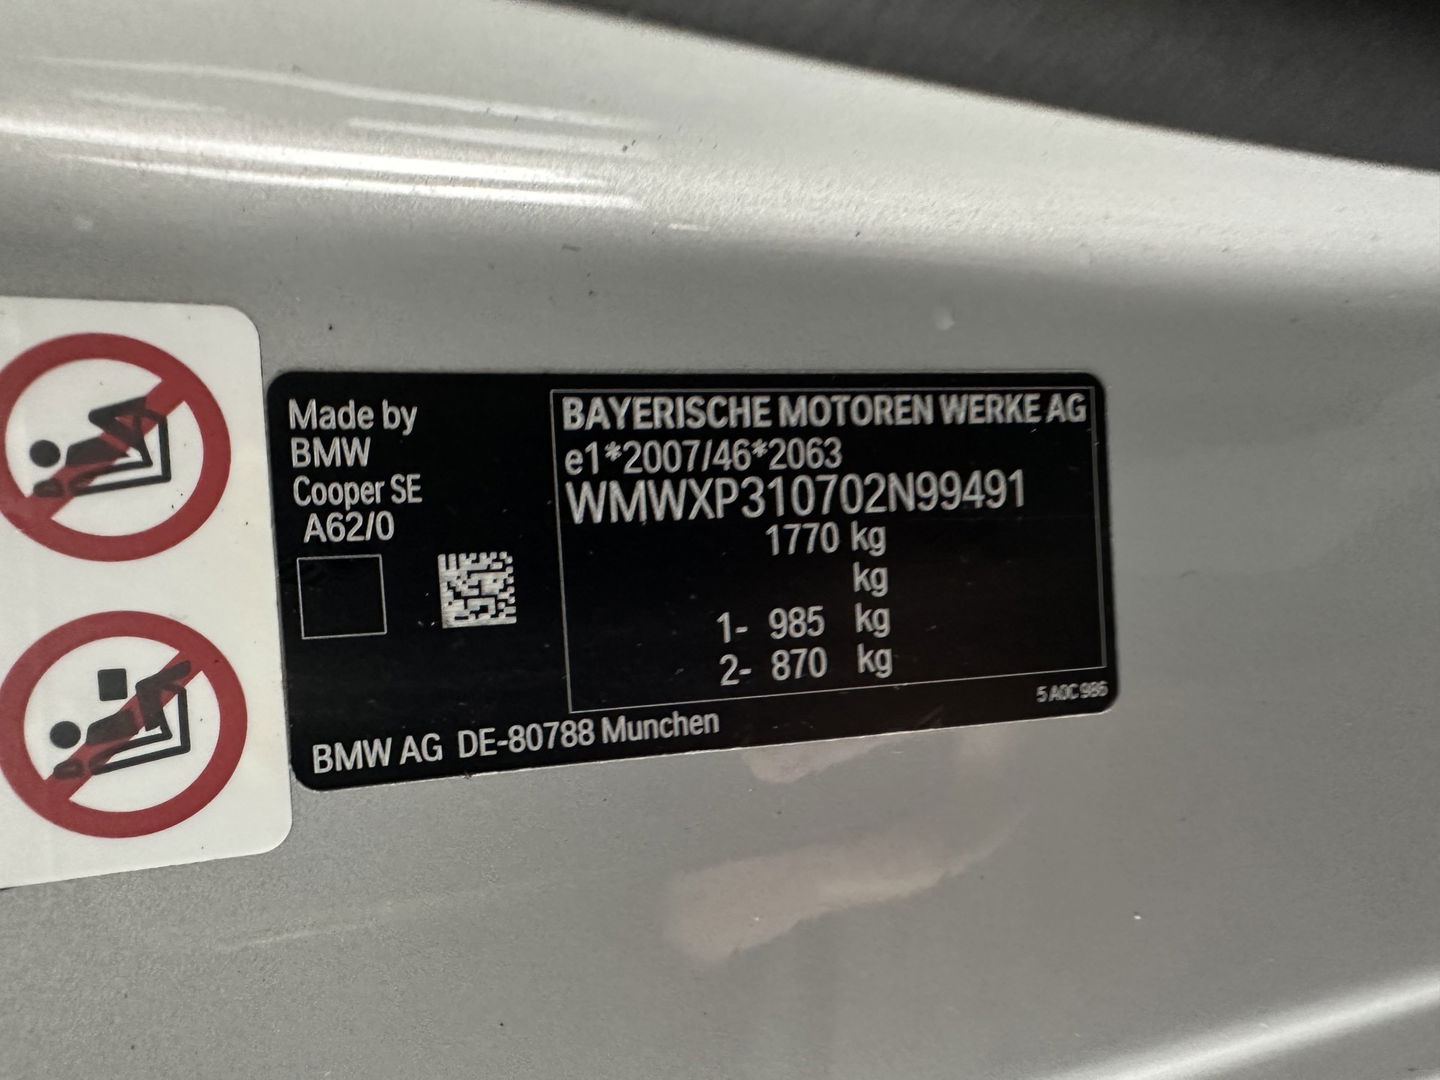 Made by
BMW
Cooper SE
A62/0
BAYERISCHE MOTOREN WERKE AG
e1*2007/46*2063
WMWXP310702N99491
1770 kg
kg
1- 985 kg
2- 870 kg
5 A0C 986
BMW AG DE-80788 Munchen